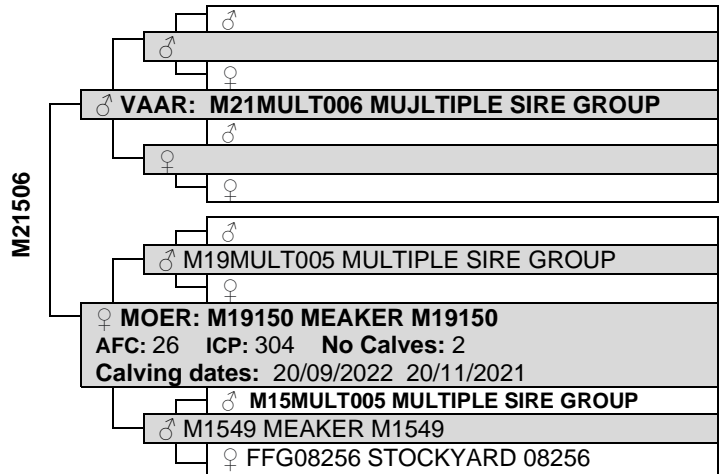 ♂
♂
♀
♂ VAAR: M21MULT006 MUJLTIPLE SIRE GROUP
♂
♀
♀
M21506
♂
♂ M19MULT005 MULTIPLE SIRE GROUP
♀
♀ MOER: M19150 MEAKER M19150
AFC: 26 ICP: 304 No Calves: 2
Calving dates: 20/09/2022 20/11/2021
♂ M15MULT005 MULTIPLE SIRE GROUP
♂ M1549 MEAKER M1549
♀ FFG08256 STOCKYARD 08256